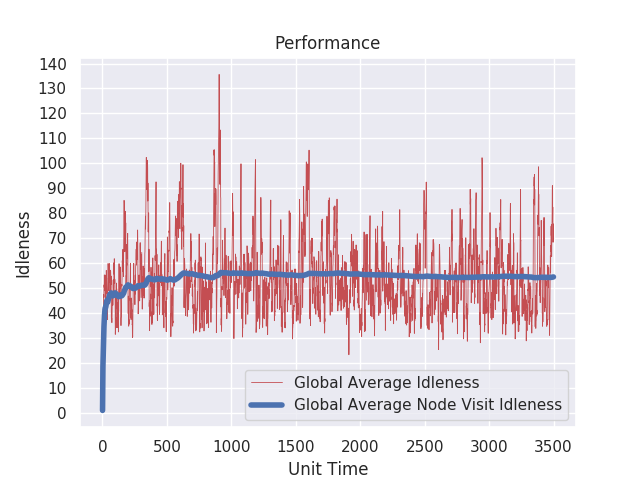 Performance
140
130
120
110
100
90
80
70
60
50
40
30
20
10
0
Idleness
Global Average Idleness
Global Average Node Visit Idleness
0 500 1000 1500 2000 2500 3000 3500
Unit Time